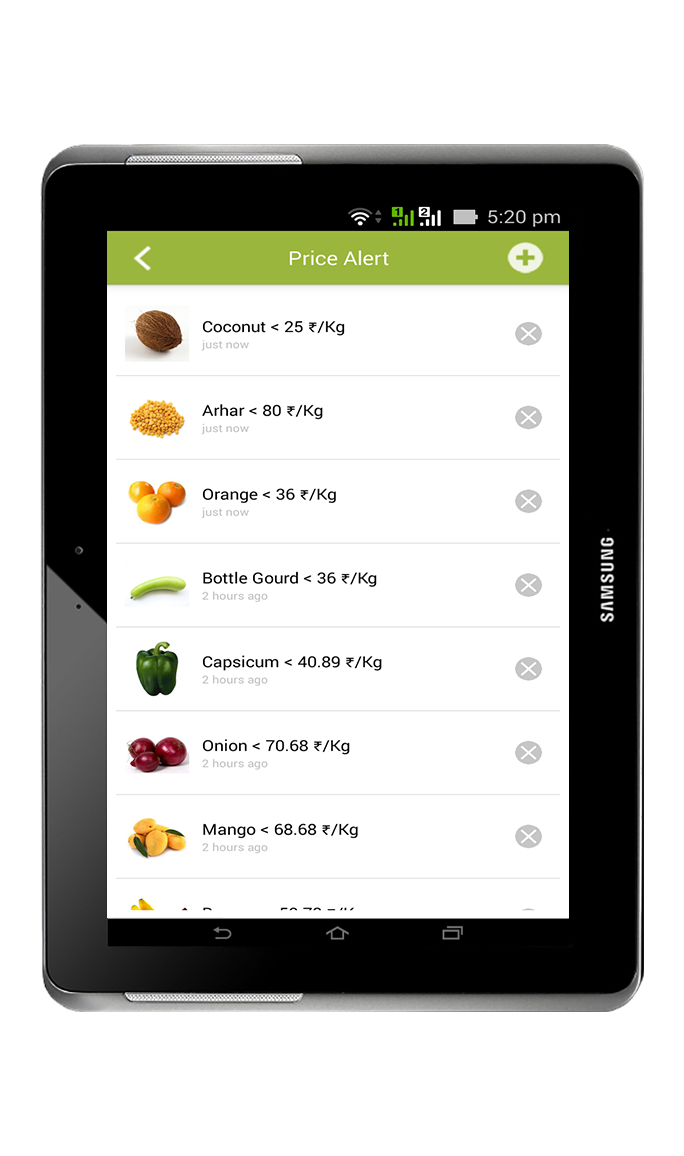 1 2 5:20 pm
Price Alert
Coconut < 25 ₹/Kg
just now
Arhar < 80 ₹/Kg
just now
Orange < 36 ₹/Kg
just now
Bottle Gourd < 36 ₹/Kg
2 hours ago
Capsicum < 40.89 ₹/Kg
2 hours ago
Onion < 70.68 ₹/Kg
2 hours ago
Mango < 68.68 ₹/Kg
2 hours ago
SAMSUNG